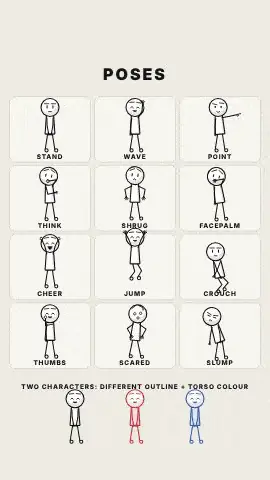 POSES
STAND WAVE POINT
THINK SHRUG FACEPALM
CHEER JUMP CROUCH
THUMBS SCARED SLUMP
TWO CHARACTERS: DIFFERENT OUTLINE + TORSO COLOUR